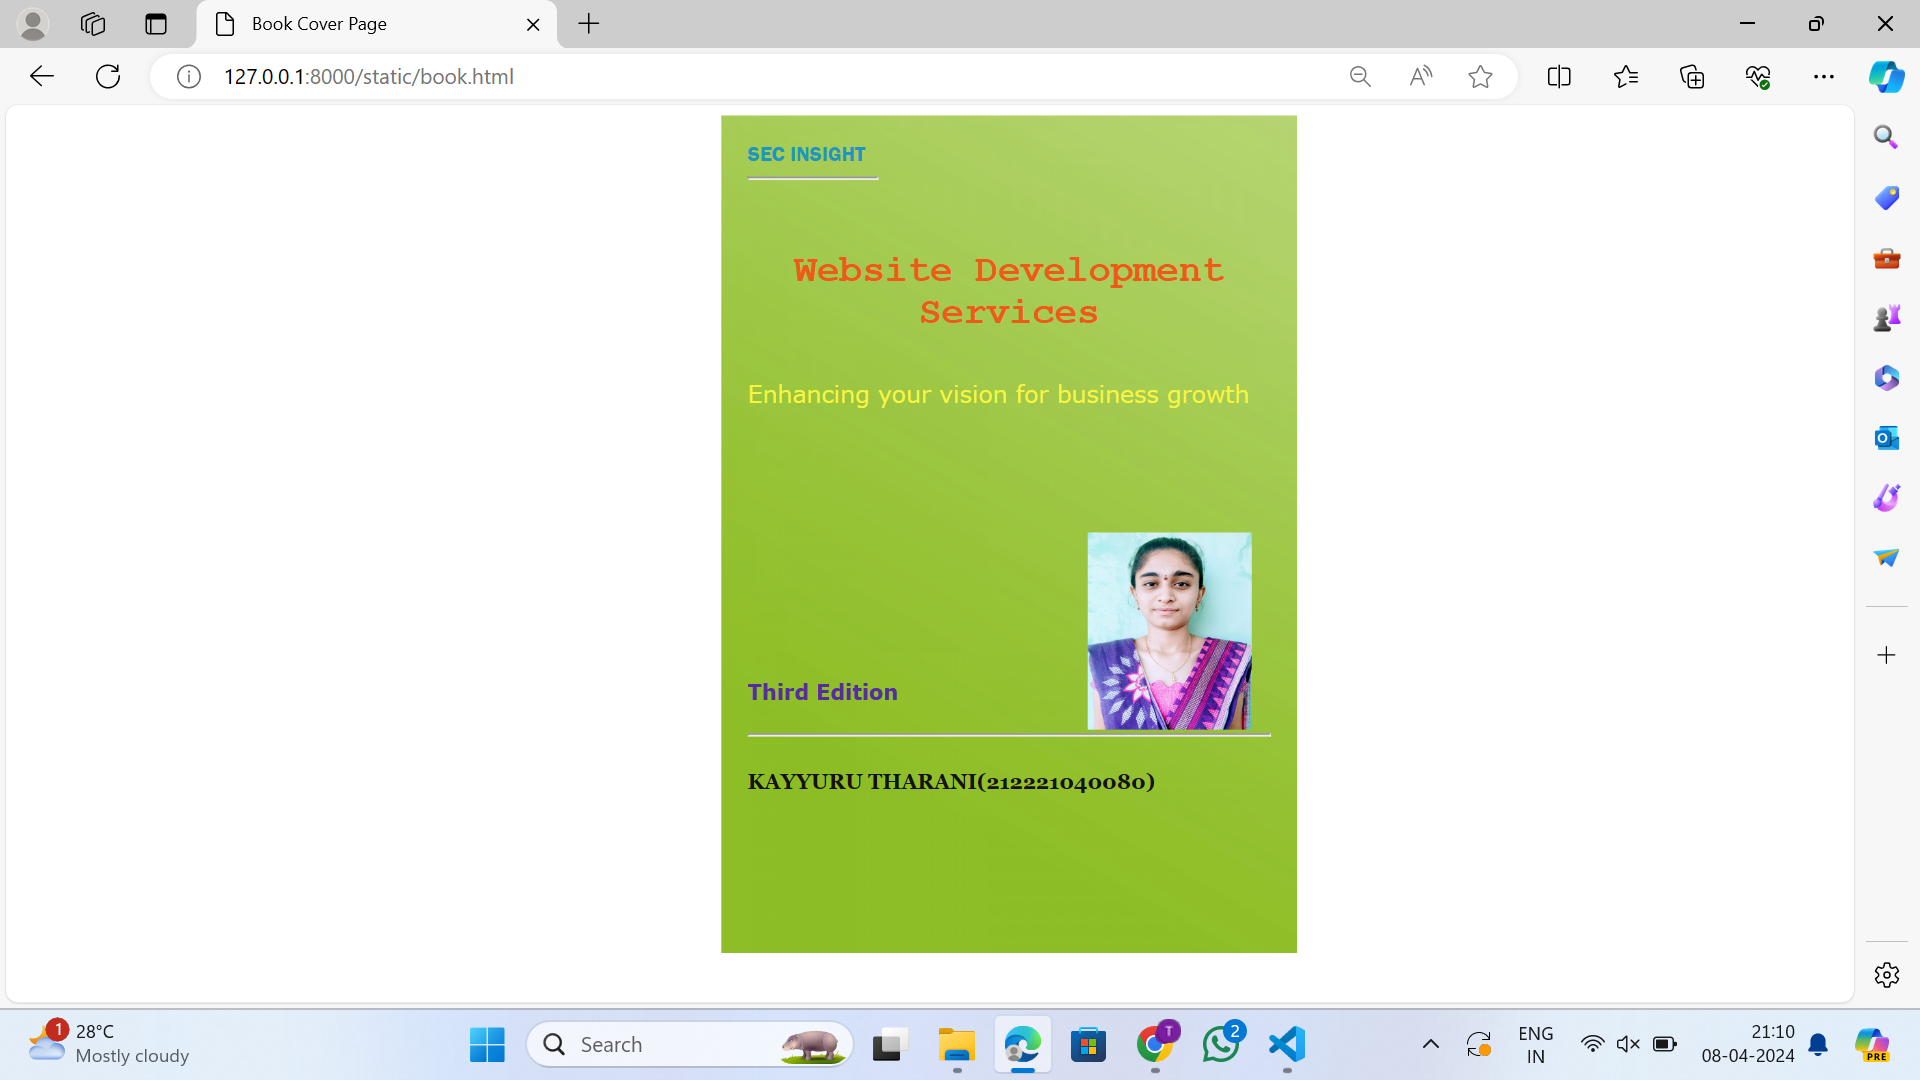 Book Cover Page
127.0.0.1:8000/static/book.html
SEC INSIGHT
Website Development
Services
Enhancing your vision for business growth
Third Edition
KAYYURU THARANI(212221040080)
1
28°C
Mostly cloudy
Search
T
2
ENG
IN
21:10
08-04-2024
PRE